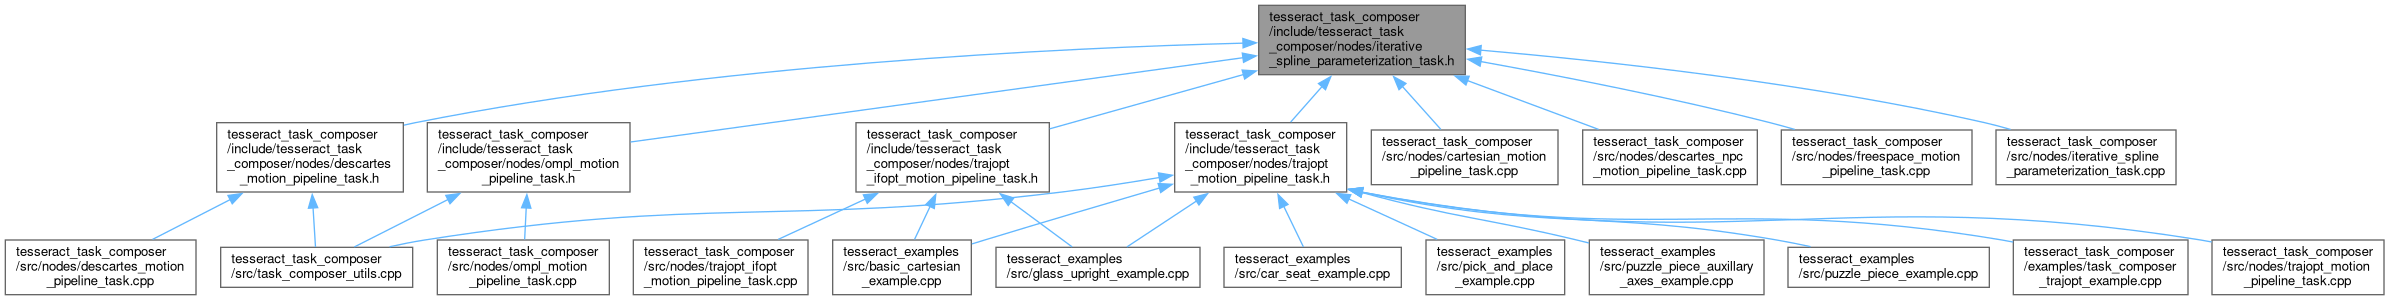 tesseract_task_composer
/include/tesseract_task
_composer/nodes/iterative
_spline_parameterization_task.h
tesseract_task_composer
/include/tesseract_task
_composer/nodes/descartes
_motion_pipeline_task.h
tesseract_task_composer
/include/tesseract_task
_composer/nodes/ompl_motion
_pipeline_task.h
tesseract_task_composer
/include/tesseract_task
_composer/nodes/trajopt
_ifopt_motion_pipeline_task.h
tesseract_task_composer
/include/tesseract_task
_composer/nodes/trajopt
_motion_pipeline_task.h
tesseract_task_composer
/src/nodes/cartesian_motion
_pipeline_task.cpp
tesseract_task_composer
/src/nodes/descartes_npc
_motion_pipeline_task.cpp
tesseract_task_composer
/src/nodes/freespace_motion
_pipeline_task.cpp
tesseract_task_composer
/src/nodes/iterative_spline
_parameterization_task.cpp
tesseract_task_composer
/src/nodes/descartes_motion
_pipeline_task.cpp
tesseract_task_composer
/src/task_composer_utils.cpp
tesseract_task_composer
/src/nodes/ompl_motion
_pipeline_task.cpp
tesseract_task_composer
/src/nodes/trajopt_ifopt
_motion_pipeline_task.cpp
tesseract_examples
/src/basic_cartesian
_example.cpp
tesseract_examples
/src/glass_upright_example.cpp
tesseract_examples
/src/car_seat_example.cpp
tesseract_examples
/src/pick_and_place
_example.cpp
tesseract_examples
/src/puzzle_piece_auxillary
_axes_example.cpp
tesseract_examples
/src/puzzle_piece_example.cpp
tesseract_task_composer
/examples/task_composer
_trajopt_example.cpp
tesseract_task_composer
/src/nodes/trajopt_motion
_pipeline_task.cpp